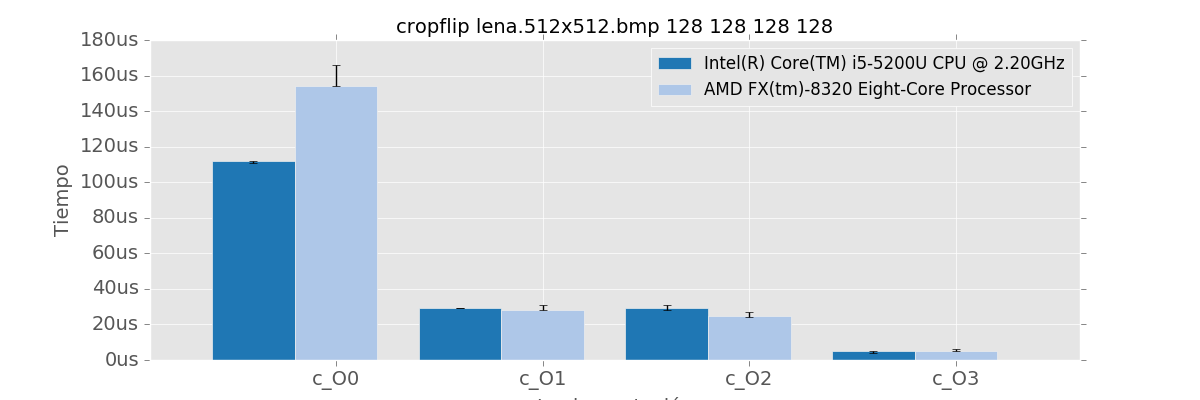 cropflip lena.512x512.bmp 128 128 128 128
180us
160us
140us
120us
100us
80us
60us
40us
20us
0us
Tiempo
Intel(R) Core(TM) i5-5200U CPU @ 2.20GHz
AMD FX(tm)-8320 Eight-Core Processor
c_O0 c_O1 c_O2 c_O3